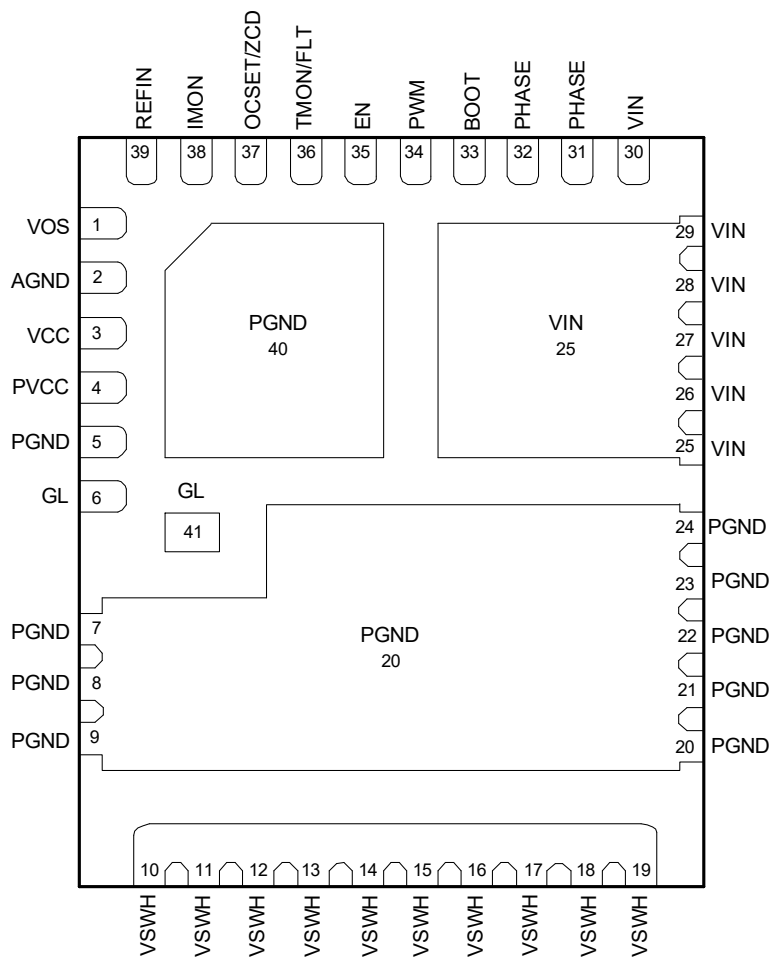 REFIN
IMON
OCSET/ZCD
TMON/FLT
EN
PWM
BOOT
PHASE
PHASE
VIN
39
38
37
36
35
34
33
32
31
30
VOS
1
AGND
2
VCC
3
PVCC
4
PGND
5
GL
6
PGND
40
VIN
25
29
VIN
28
VIN
27
VIN
26
VIN
25
VIN
GL
41
24
PGND
23
PGND
22
PGND
21
PGND
20
PGND
PGND
7
PGND
8
PGND
9
PGND
20
10
11
12
13
14
15
16
17
18
19
VSWH
VSWH
VSWH
VSWH
VSWH
VSWH
VSWH
VSWH
VSWH
VSWH